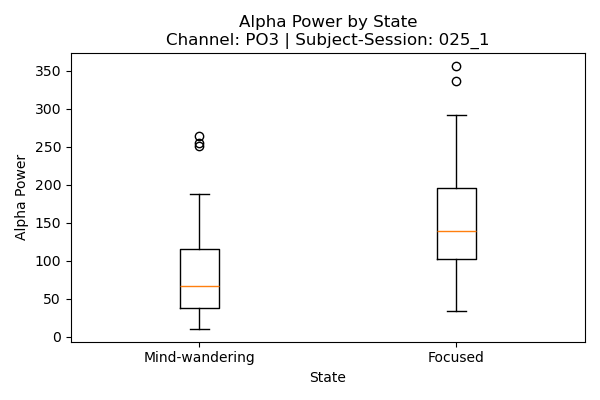 Alpha Power by State
Channel: PO3 | Subject-Session: 025_1
Alpha Power
350
300
250
200
150
100
50
0
Mind-wandering
Focused
State